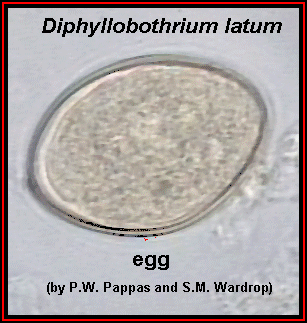 Diphyllobothrium latum
egg
(by P.W. Pappas and S.M. Wardrop)